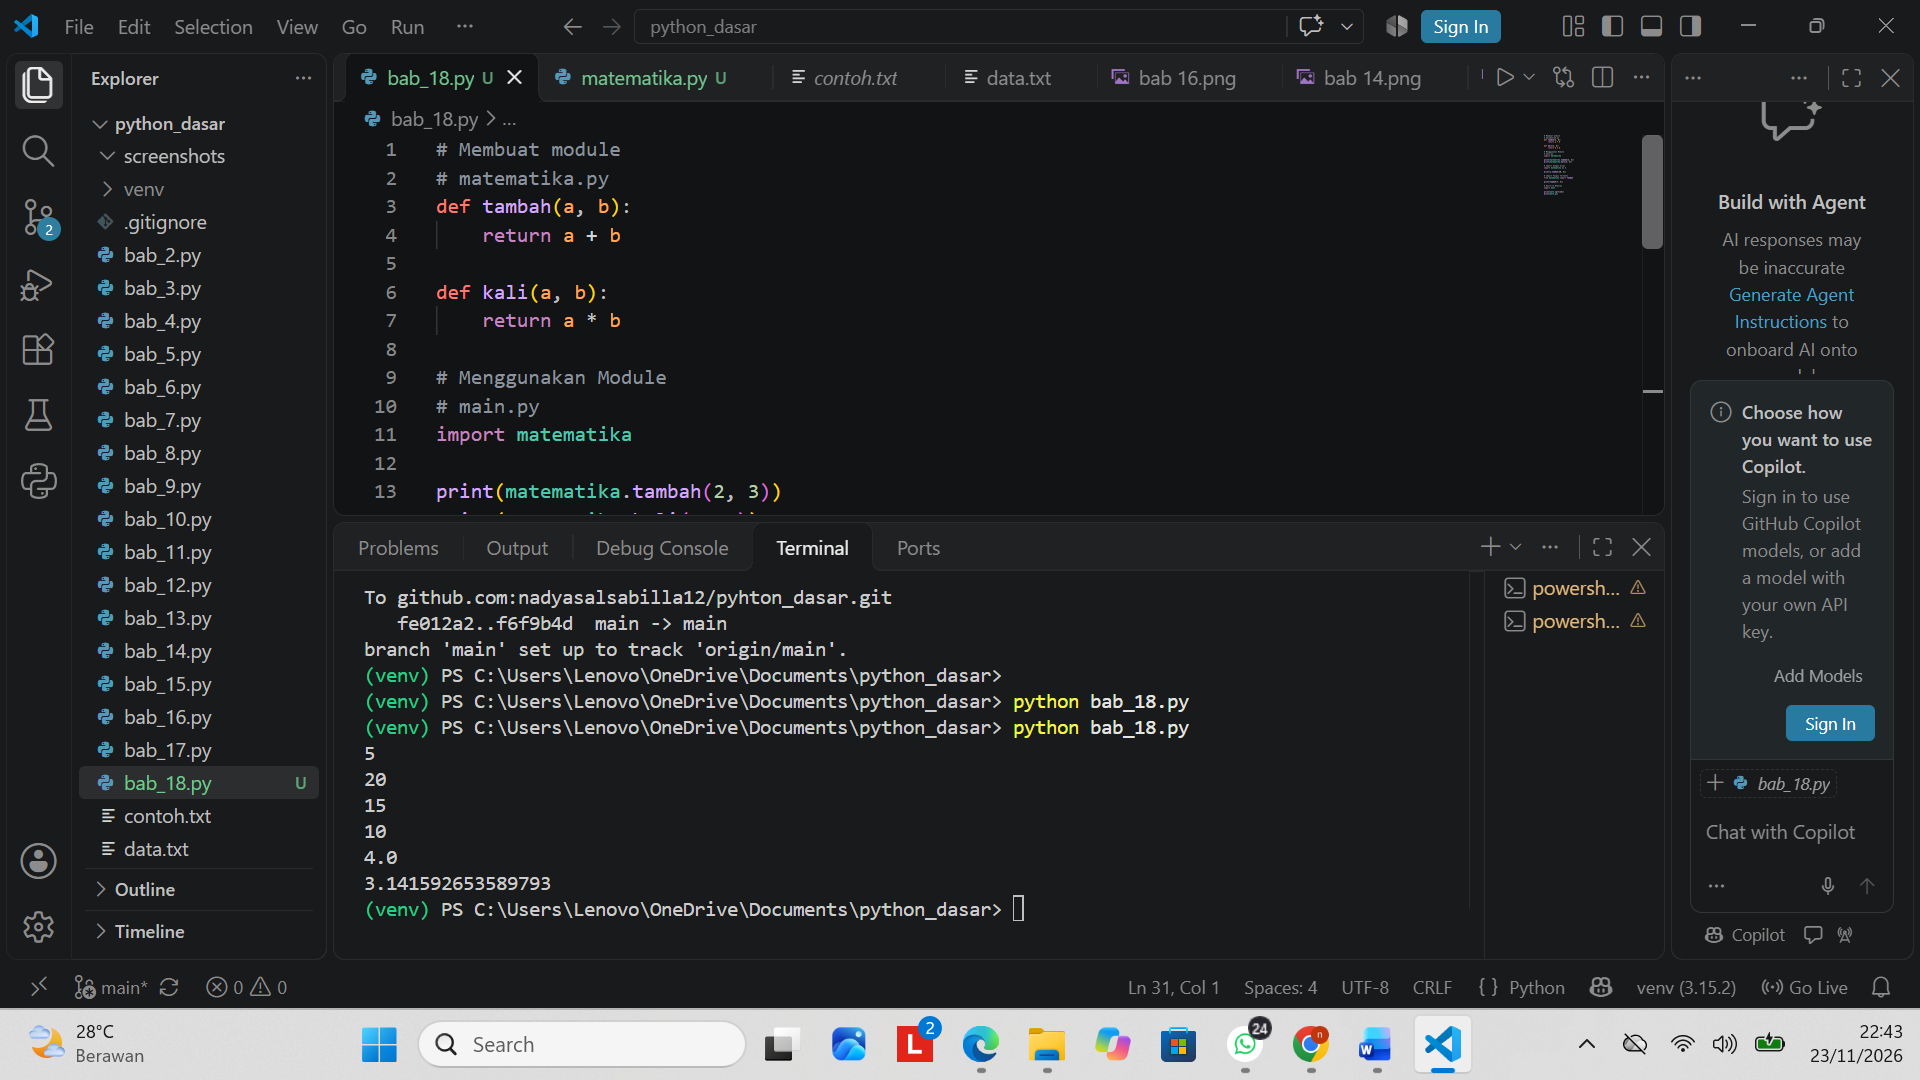 File Edit Selection View Go Run ···
python_dasar
Sign In
Explorer
python_dasar
screenshots
venv
.gitignore
bab_2.py
bab_3.py
bab_4.py
bab_5.py
bab_6.py
bab_7.py
bab_8.py
bab_9.py
bab_10.py
bab_11.py
bab_12.py
bab_13.py
bab_14.py
bab_15.py
bab_16.py
bab_17.py
bab_18.py U
contoh.txt
data.txt
Outline
Timeline
2
bab_18.py U matematika.py U contoh.txt data.txt bab 16.png bab 14.png
bab_18.py > ...
1 # Membuat module
2 # matematika.py
3 def tambah(a, b):
4 return a + b
5
6 def kali(a, b):
7 return a * b
8
9 # Menggunakan Module
10 # main.py
11 import matematika
12
13 print(matematika.tambah(2, 3))
Problems Output Debug Console Terminal Ports
To github.com:nadyasalsabilla12/pyhton_dasar.git
fe012a2..f6f9b4d main -> main
branch 'main' set up to track 'origin/main'.
(venv) PS C:\Users\Lenovo\OneDrive\Documents\python_dasar>
(venv) PS C:\Users\Lenovo\OneDrive\Documents\python_dasar> python bab_18.py
(venv) PS C:\Users\Lenovo\OneDrive\Documents\python_dasar> python bab_18.py
5
20
15
10
4.0
3.141592653589793
(venv) PS C:\Users\Lenovo\OneDrive\Documents\python_dasar>
powersh...
powersh...
Build with Agent
AI responses may
be inaccurate
Generate Agent
Instructions to
onboard AI onto
Choose how
you want to use
Copilot.
Sign in to use
GitHub Copilot
models, or add
a model with
your own API
key.
Add Models
Sign In
bab_18.py
Chat with Copilot
Copilot
main* 0 0
Ln 31, Col 1 Spaces: 4 UTF-8 CRLF { } Python venv (3.15.2) Go Live
28°C
Berawan
Search
L 2
24
n
W
22:43
23/11/2026